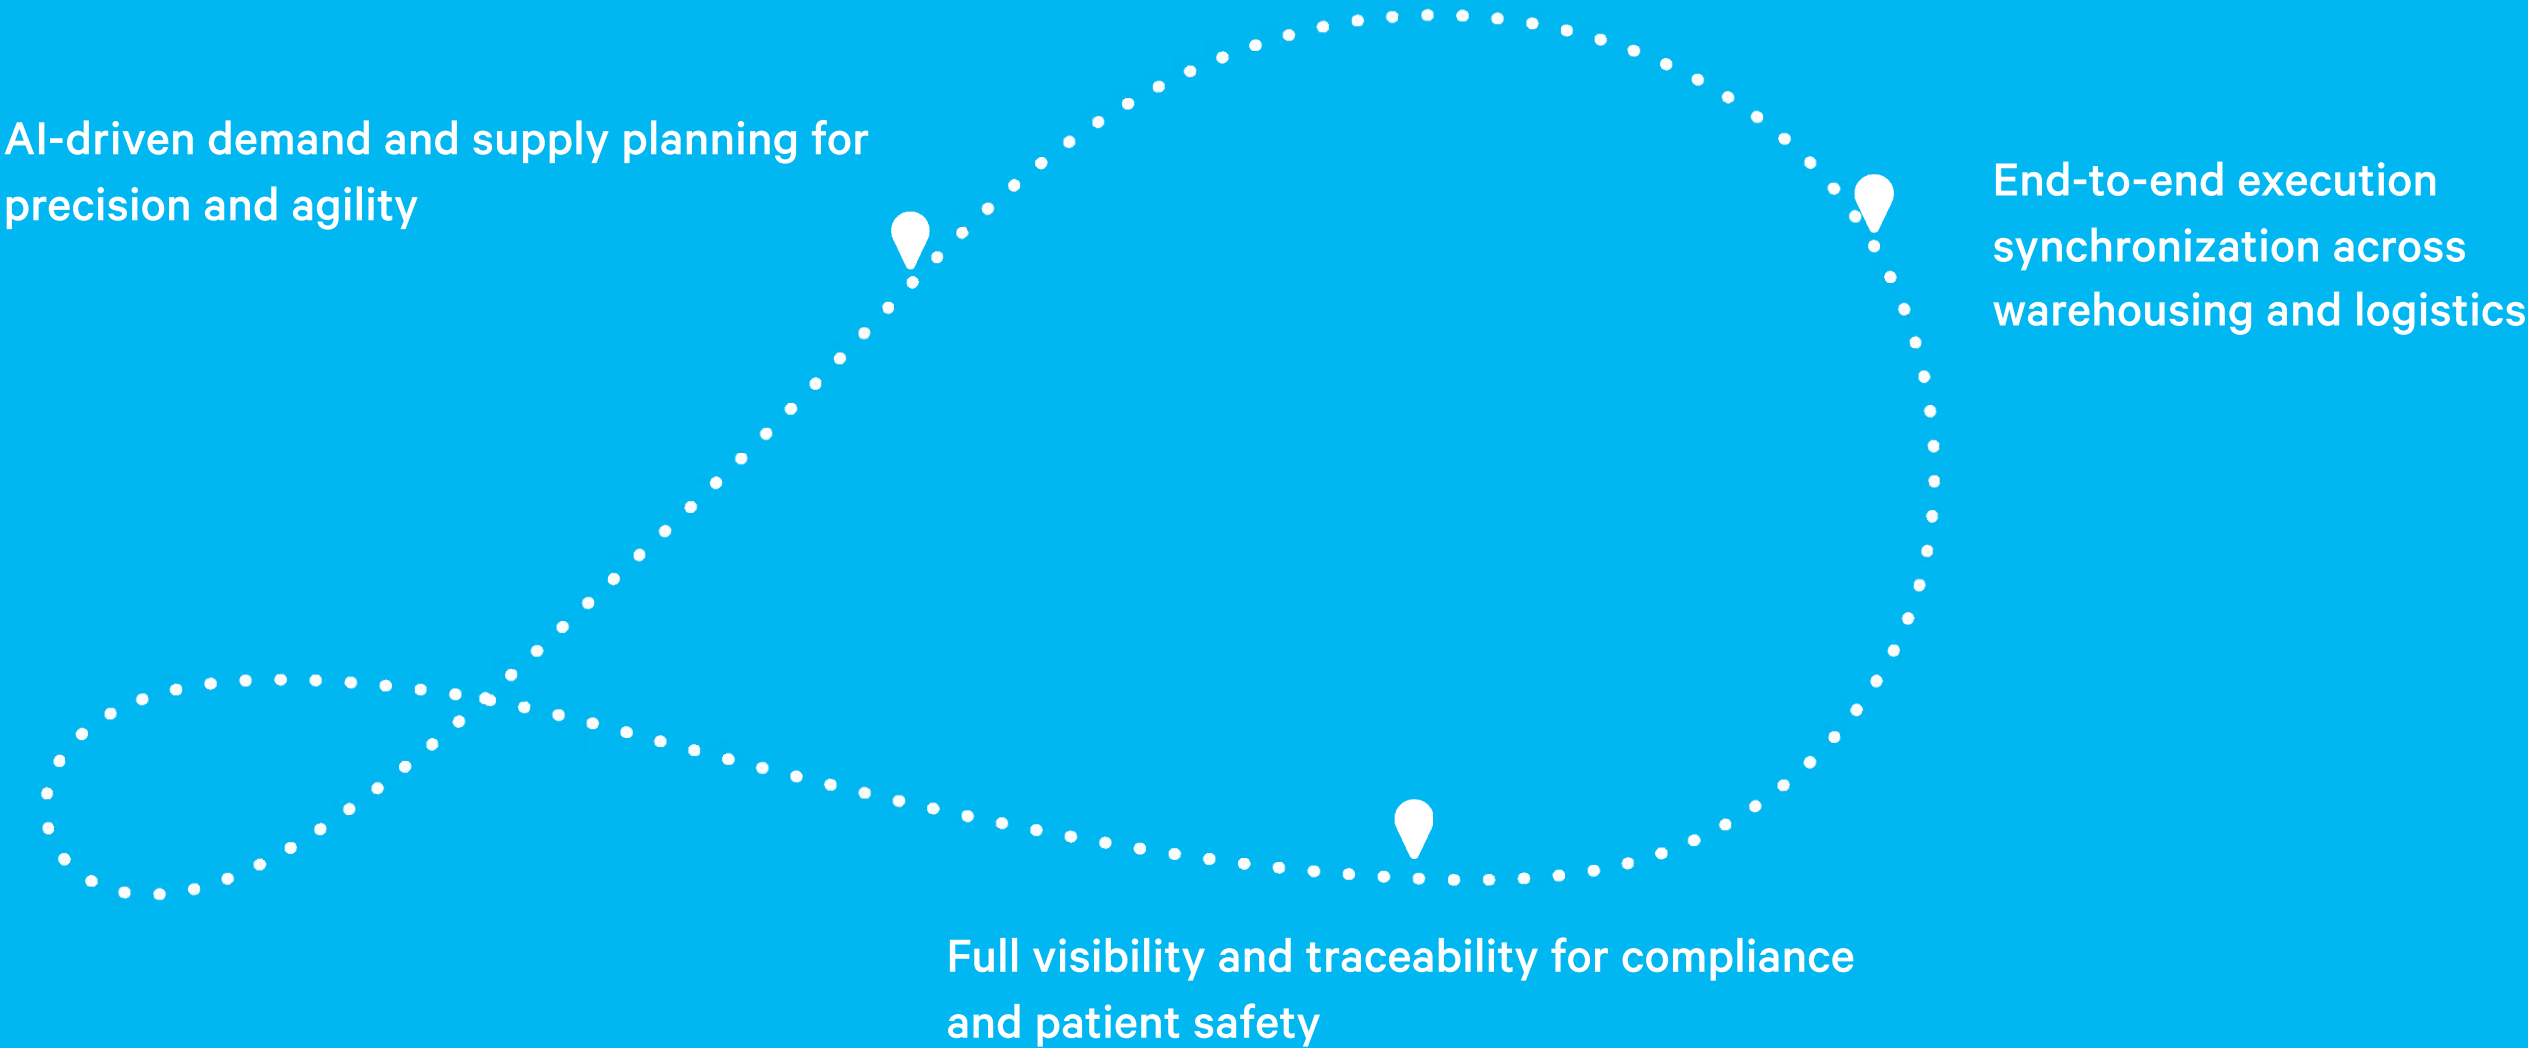 AI-driven demand and supply planning for
precision and agility
End-to-end execution
synchronization across
warehousing and logistics
Full visibility and traceability for compliance
and patient safety